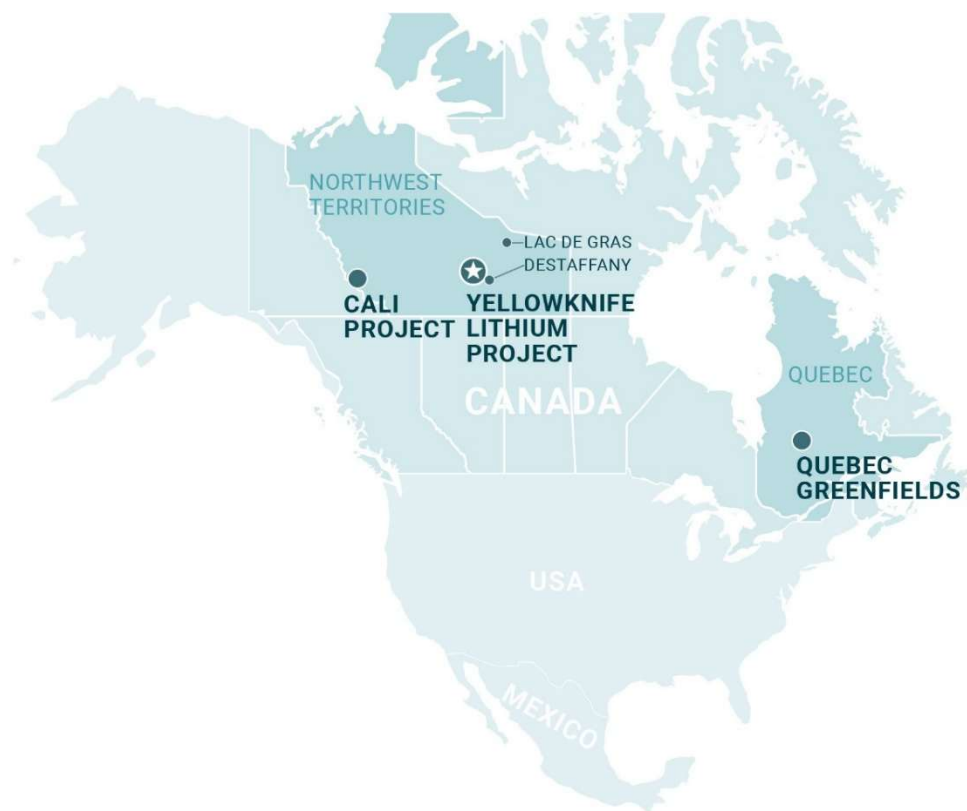 NORTHWEST
TERRITORIES
LAC DE GRAS
DESTAFFANY
CALI
PROJECT
YELLOWKNIFE
LITHIUM
PROJECT
CANADA
QUEBEC
QUEBEC
GREENFIELDS
USA
MEXICO